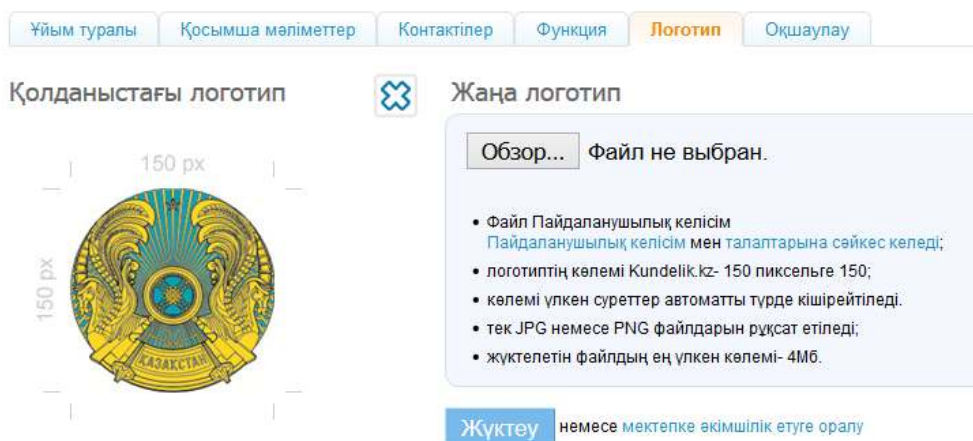 Ұйым туралы Қосымша мәліметтер Контактілер Функция Логотип Оқшаулау
Қолданыстағы логотип
150 px
150 px
ҚАЗАҚСТАН
Жаңа логотип
Обзор... Файл не выбран.
• Файл Пайдаланушылық келісім
Пайдаланушылық келісім мен талаптарына сәйкес келеді;
• логотиптің көлемі Kundelik.kz- 150 пиксельге 150;
• көлемі үлкен суреттер автоматты түрде кішірейтіледі.
• тек JPG немесе PNG файлдарын рұқсат етіледі;
• жүктелетін файлдың ең үлкен көлемі- 4Мб.
Жүктеу немесе мектепке әкімшілік етуге оралу